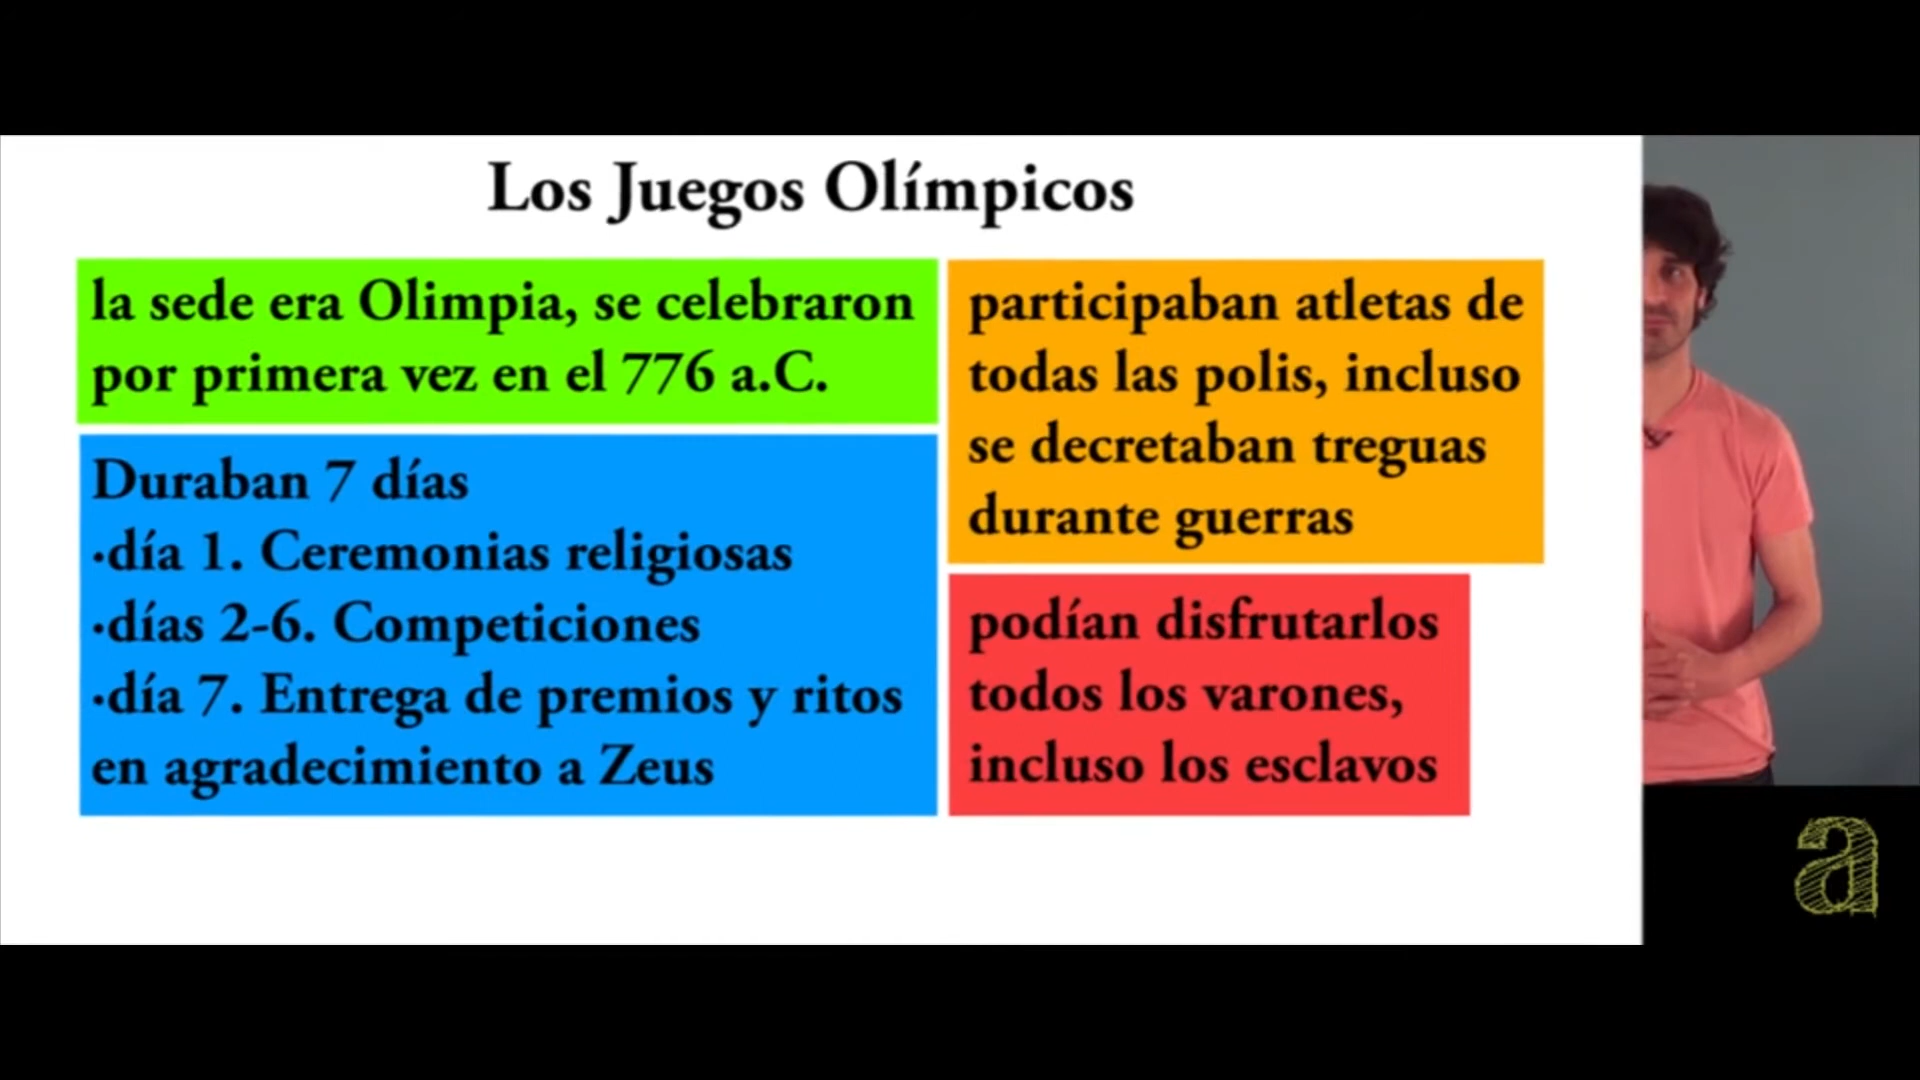 Los Juegos Olímpicos
la sede era Olimpia, se celebraron
por primera vez en el 776 a.C.
Duraban 7 días
·día 1. Ceremonias religiosas
·días 2-6. Competiciones
·día 7. Entrega de premios y ritos
en agradecimiento a Zeus
participaban atletas de
todas las polis, incluso
se decretaban treguas
durante guerras
podían disfrutarlos
todos los varones,
incluso los esclavos
a